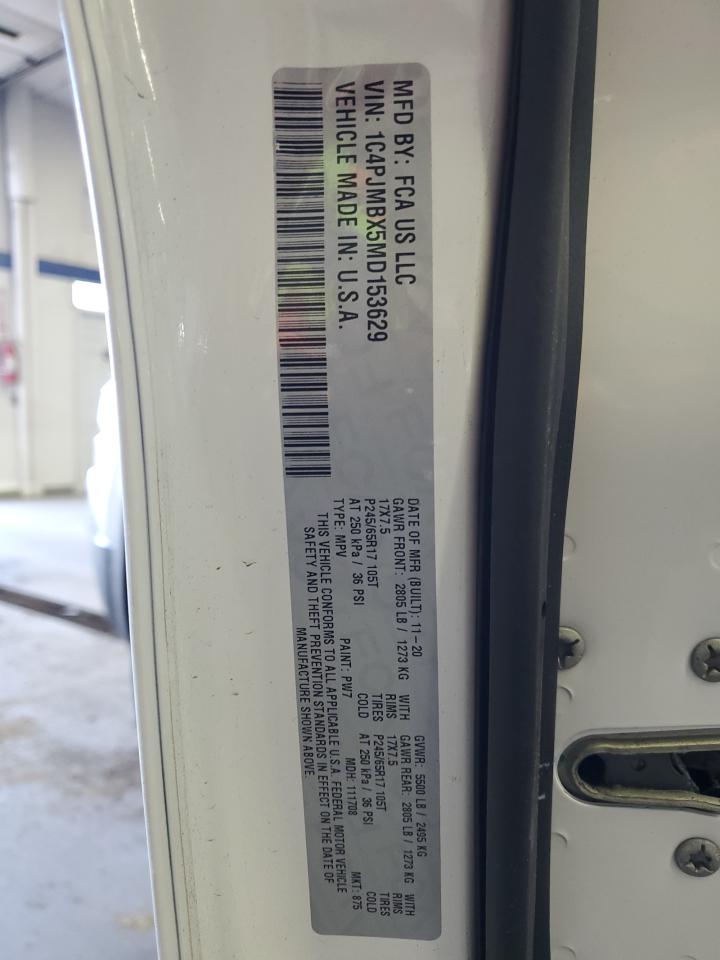 MFD BY: FCA US LLC
VIN: 1C4PJMBX5MD153629
VEHICLE MADE IN: U.S.A.
DATE OF MFR (BUILT): 11-20 GVWR: 5500 LB / 2495 KG
GAWR FRONT: 2805 LB / 1273 KG WITH GAWR REAR: 2805 LB / 1273 KG WITH
17X7.5 RIMS 17X7.5 RIMS
P245/65R17 105T TIRES P245/65R17 105T TIRES
AT 250 kPa / 36 PSI COLD AT 250 kPa / 36 PSI COLD
TYPE: MPV PAINT: PW7 MDH: 111708 MKT: 875
THIS VEHICLE CONFORMS TO ALL APPLICABLE U.S.A. FEDERAL MOTOR VEHICLE
SAFETY AND THEFT PREVENTION STANDARDS IN EFFECT ON THE DATE OF
MANUFACTURE SHOWN ABOVE.